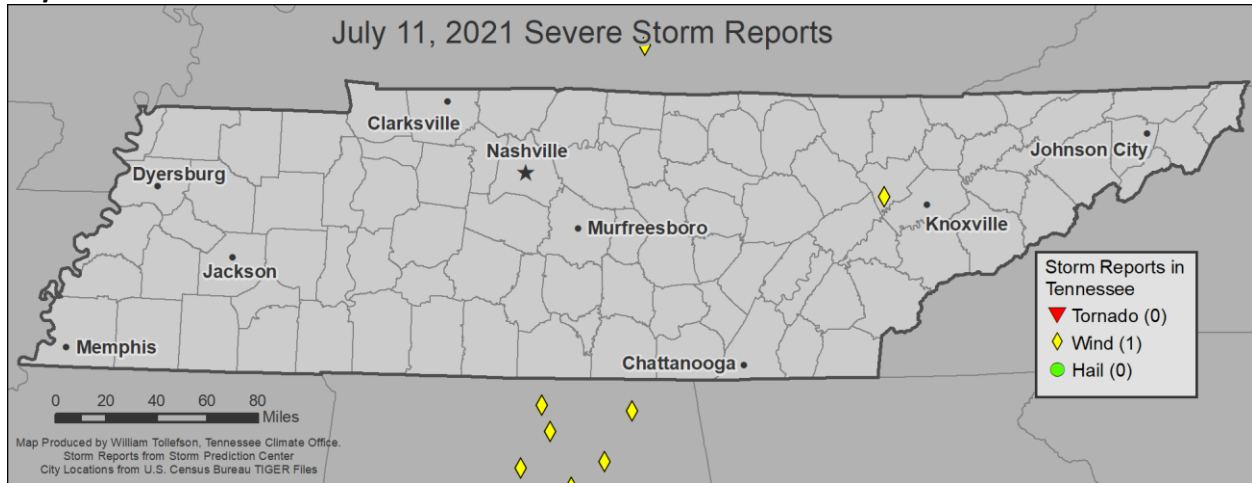 July 11, 2021 Severe Storm Reports
Clarksville
Nashville
Johnson City
Dyersburg
Knoxville
Murfreesboro
Jackson
Storm Reports in
Tennessee
Tornado (0)
Wind (1)
Hail (0)
Memphis
Chattanooga
0 20 40 80
Miles
Map Produced by William Tollefson, Tennessee Climate Office.
Storm Reports from Storm Prediction Center
City Locations from U.S. Census Bureau TIGER Files